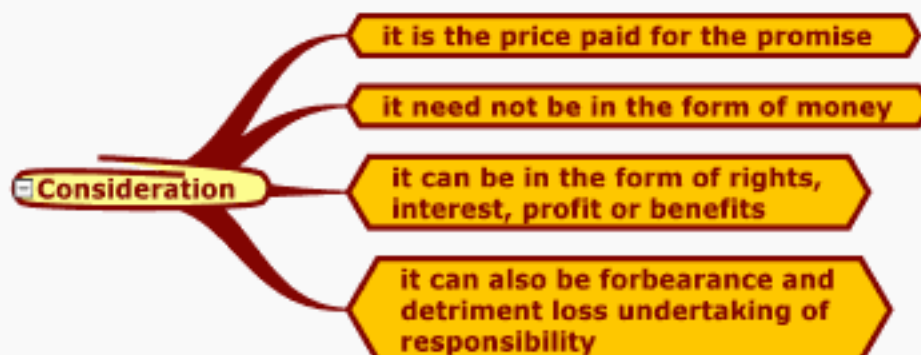 it is the price paid for the promise
it need not be in the form of money
Consideration
it can be in the form of rights,
interest, profit or benefits
it can also be forbearance and
detriment loss undertaking of
responsibility